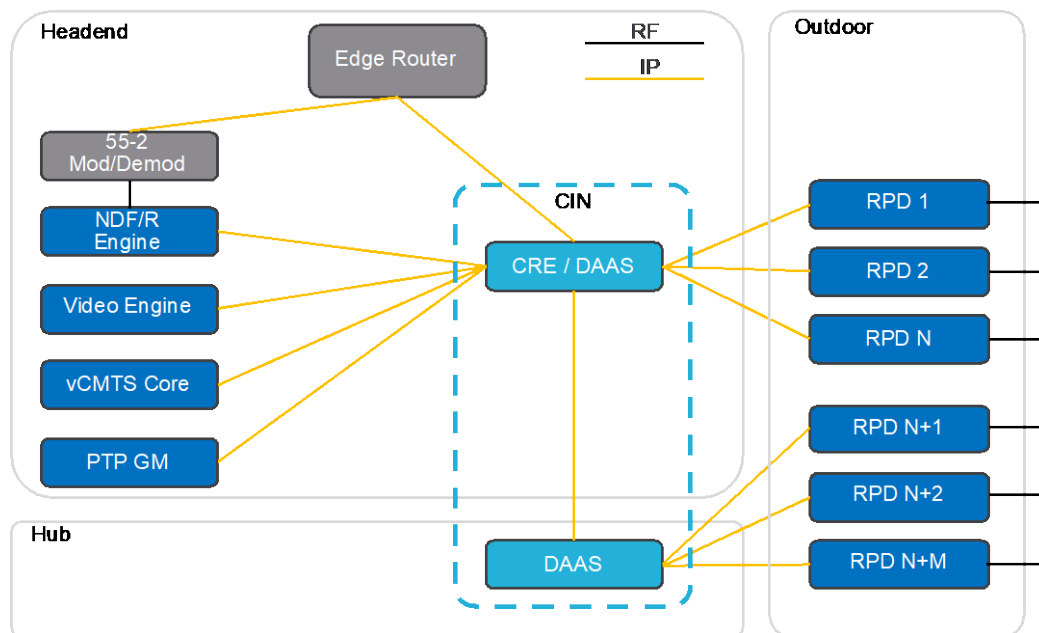 Headend
Edge Router
RF
IP
Outdoor
55-2
Mod/Demod
NDF/R
Engine
Video Engine
vCMTS Core
PTP GM
CIN
CRE / DAAS
RPD 1
RPD 2
RPD N
RPD N+1
RPD N+2
RPD N+M
Hub
DAAS